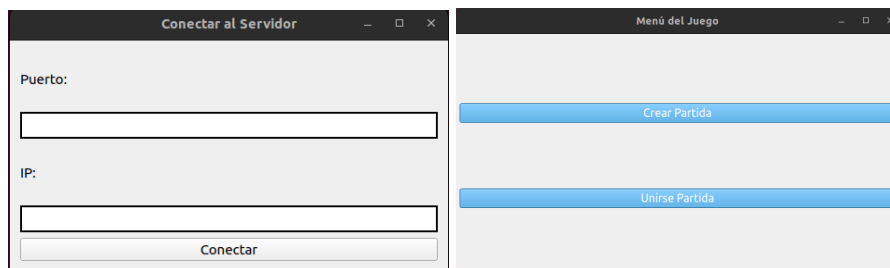 Conectar al Servidor
Puerto:
IP:
Conectar
Menú del Juego
Crear Partida
Unirse Partida